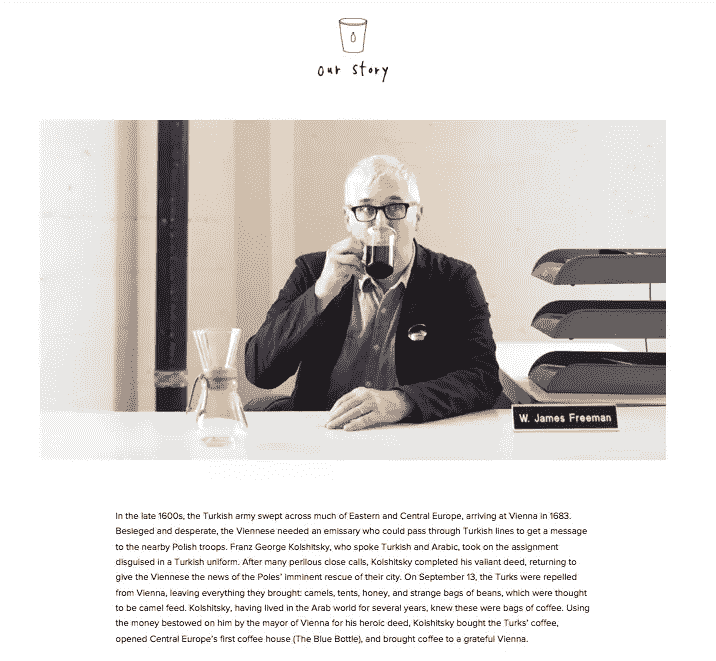 our story
W. James Freeman
In the late 1600s, the Turkish army swept across much of Eastern and Central Europe, arriving at Vienna in 1683.
Besieged and desperate, the Viennese needed an emissary who could pass through Turkish lines to get a message
to the nearby Polish troops. Franz George Kolshitsky, who spoke Turkish and Arabic, took on the assignment
disguised in a Turkish uniform. After many perilous close calls, Kolshitsky completed his valiant deed, returning to
give the Viennese the news of the Poles' imminent rescue of their city. On September 13, the Turks were repelled
from Vienna, leaving everything they brought: camels, tents, honey, and strange bags of beans, which were thought
to be camel feed. Kolshitsky, having lived in the Arab world for several years, knew these were bags of coffee. Using
the money bestowed on him by the mayor of Vienna for his heroic deed, Kolshitsky bought the Turks' coffee,
opened Central Europe's first coffee house (The Blue Bottle), and brought coffee to a grateful Vienna.